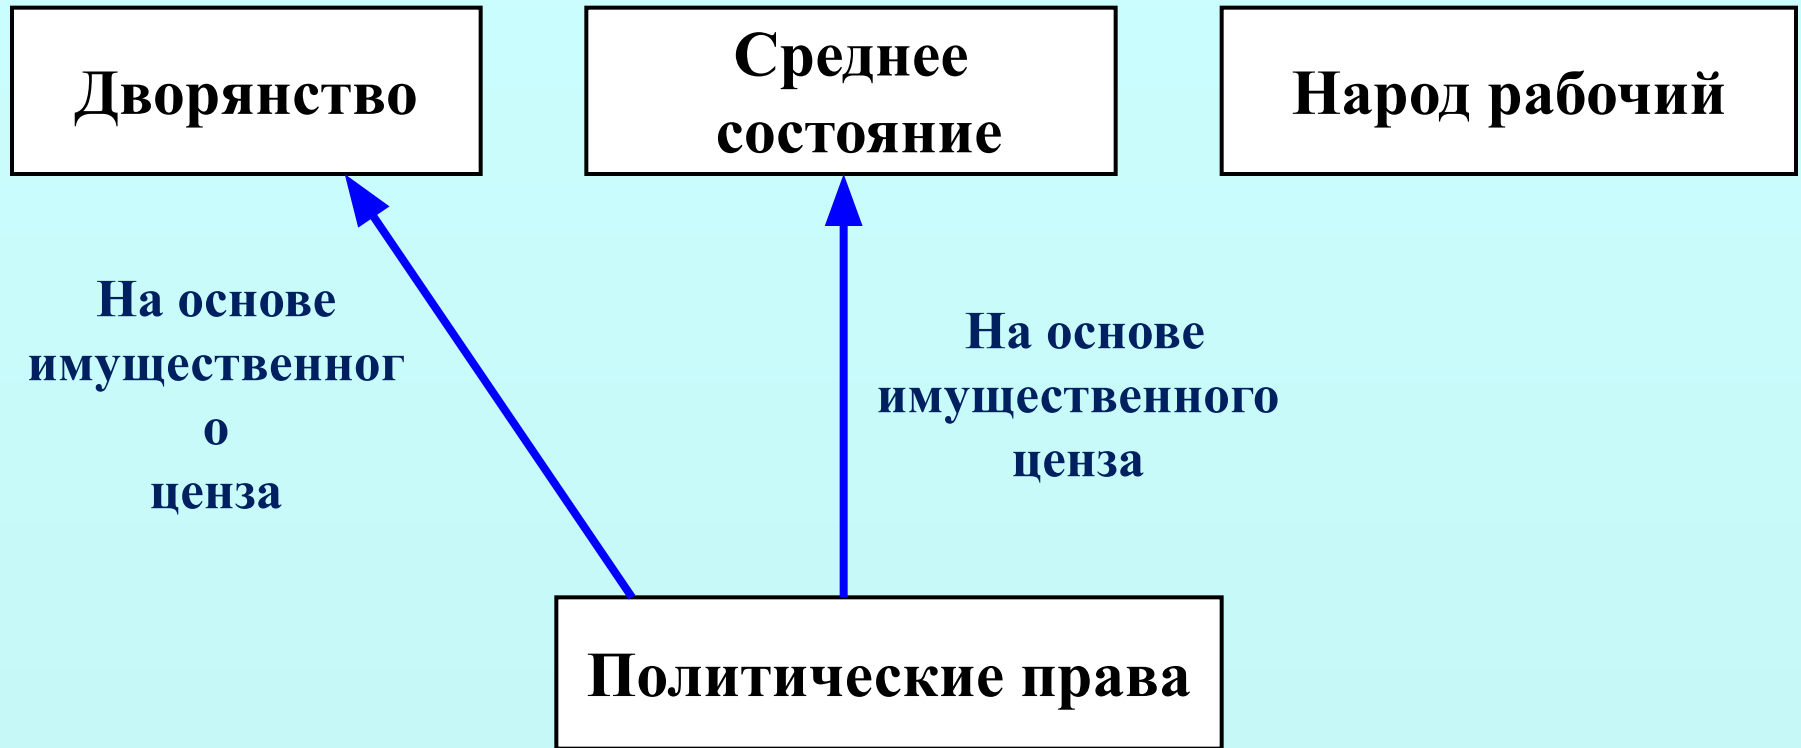 Дворянство
Среднее
состояние
Народ рабочий
На основе
имущественног
о
ценза
На основе
имущественного
ценза
Политические права